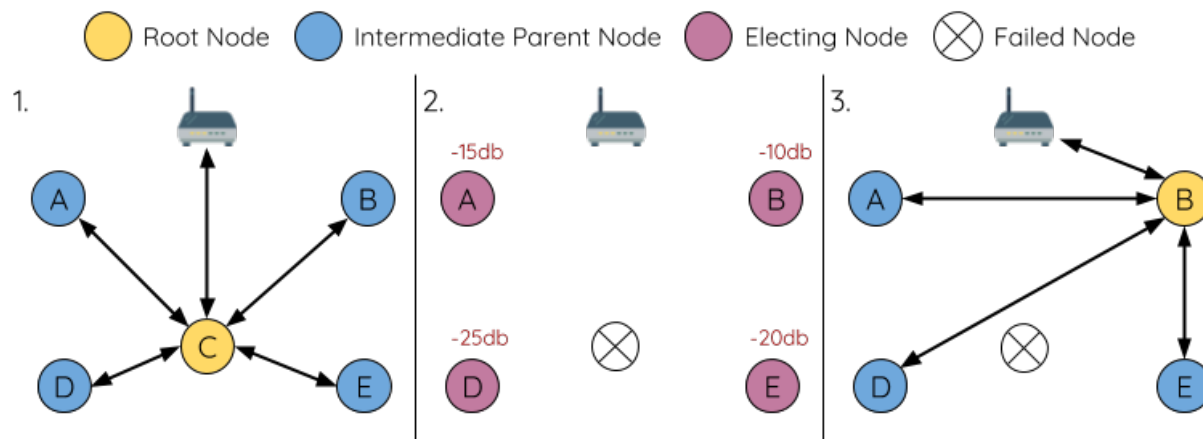 Root Node Intermediate Parent Node Electing Node Failed Node
1.
A
B
C
D
E
2.
-15db
-10db
A
B
-25db
-20db
D
E
3.
A
B
D
E